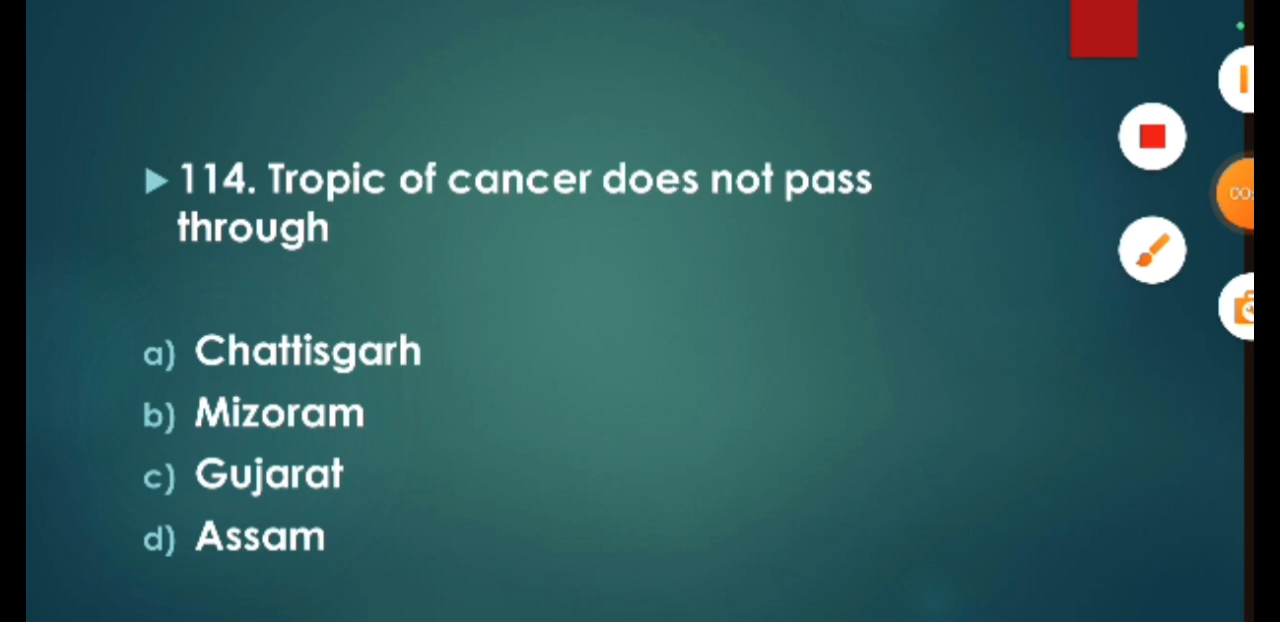 114. Tropic of cancer does not pass
through
a) Chattisgarh
b) Mizoram
c) Gujarat
d) Assam